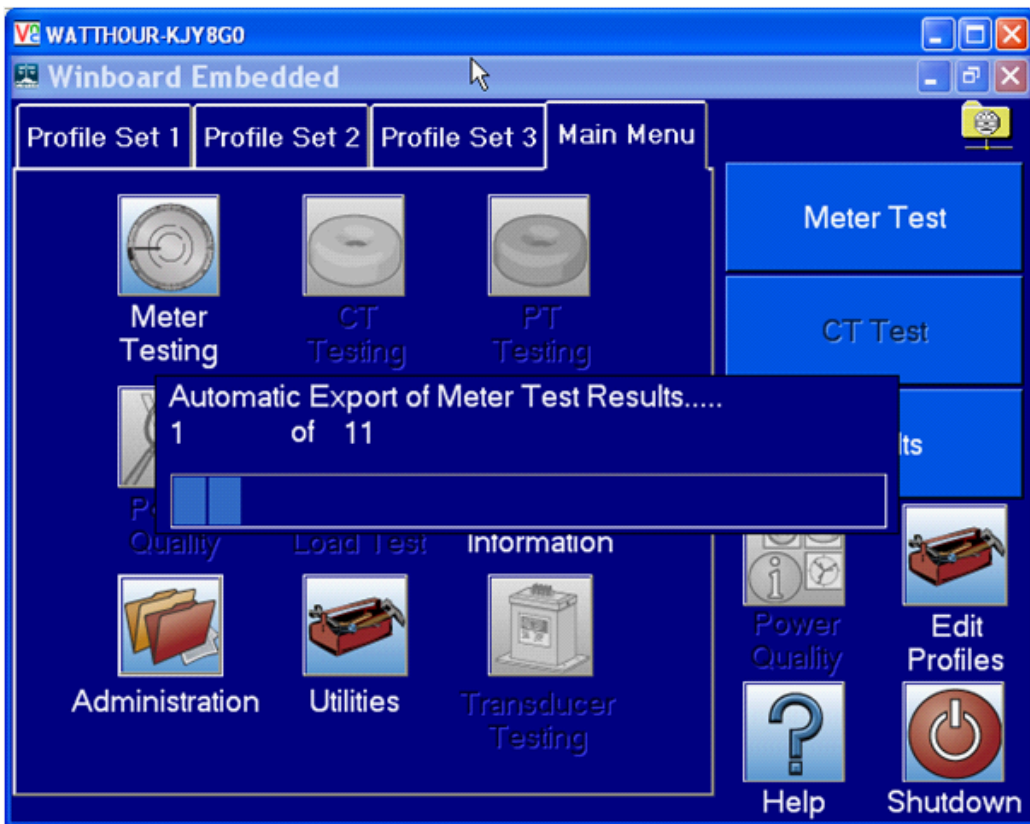 WATTHOUR-KJY8G0
Winboard Embedded
Profile Set 1
Profile Set 2
Profile Set 3
Main Menu
Meter Test
Meter
Testing
CT
Testing
PT
Testing
CT Test
Automatic Export of Meter Test Results.....
1 of 11
lts
Quality
Load Test
Information
Power
Quality
Edit
Profiles
Administration
Utilities
Transducer
Testing
Help
Shutdown